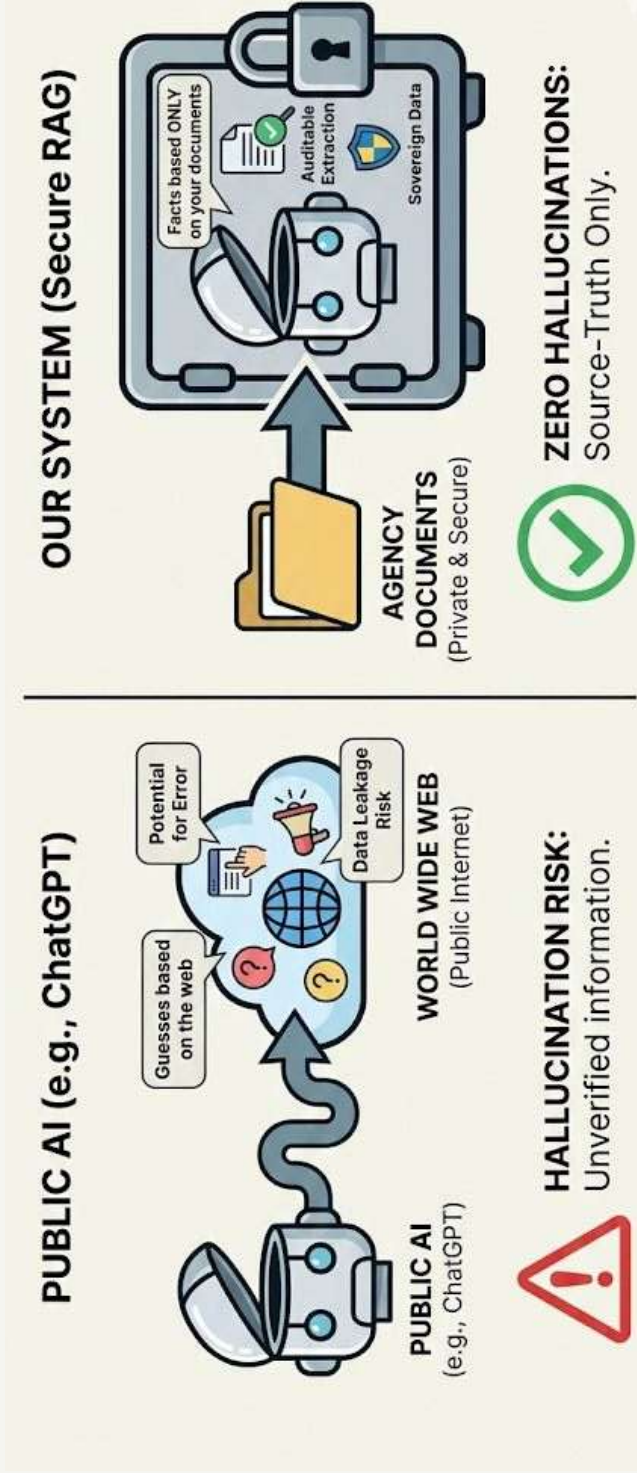 PUBLIC AI (e.g., ChatGPT)
Guesses based
on the web
Potential
for Error
Data Leakage
Risk
PUBLIC AI
(e.g., ChatGPT)
WORLD WIDE WEB
(Public Internet)
HALLUCINATION RISK:
Unverified information.
OUR SYSTEM (Secure RAG)
Facts based ONLY
on your documents
Auditable
Extraction
Sovereign Data
AGENCY
DOCUMENTS
(Private & Secure)
ZERO HALLUCINATIONS:
Source-Truth Only.